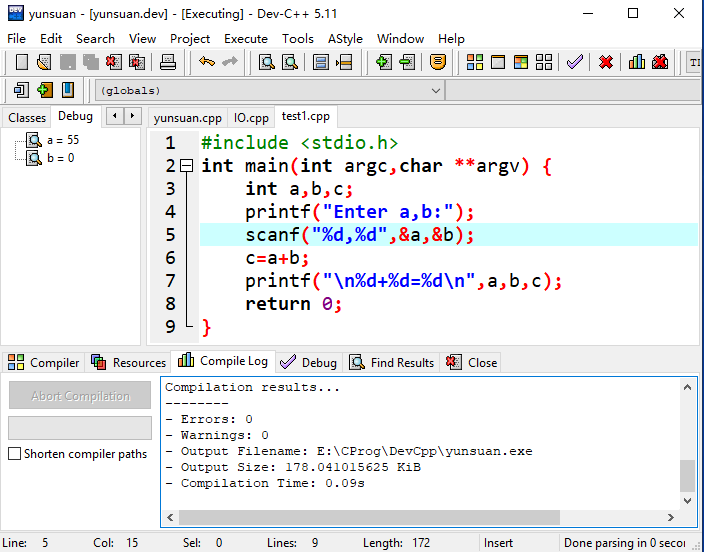 yunsuan - [yunsuan.dev] - [Executing] - Dev-C++ 5.11
File Edit Search View Project Execute Tools AStyle Window Help
TI
(globals)
Classes Debug yunsuan.cpp IO.cpp test1.cpp
a = 55
b = 0
1 #include <stdio.h>
2 int main(int argc,char **argv) {
3 int a,b,c;
4 printf("Enter a,b:");
5 scanf("%d,%d",&a,&b);
6 c=a+b;
7 printf("\n%d+%d=%d\n",a,b,c);
8 return 0;
9 }
Compiler Resources Compile Log Debug Find Results Close
Abort Compilation
Shorten compiler paths
Compilation results...
--------
- Errors: 0
- Warnings: 0
- Output Filename: E:\CProg\DevCpp\yunsuan.exe
- Output Size: 178.041015625 KiB
- Compilation Time: 0.09s
Line: 5 Col: 15 Sel: 0 Lines: 9 Length: 172 Insert Done parsing in 0 secon